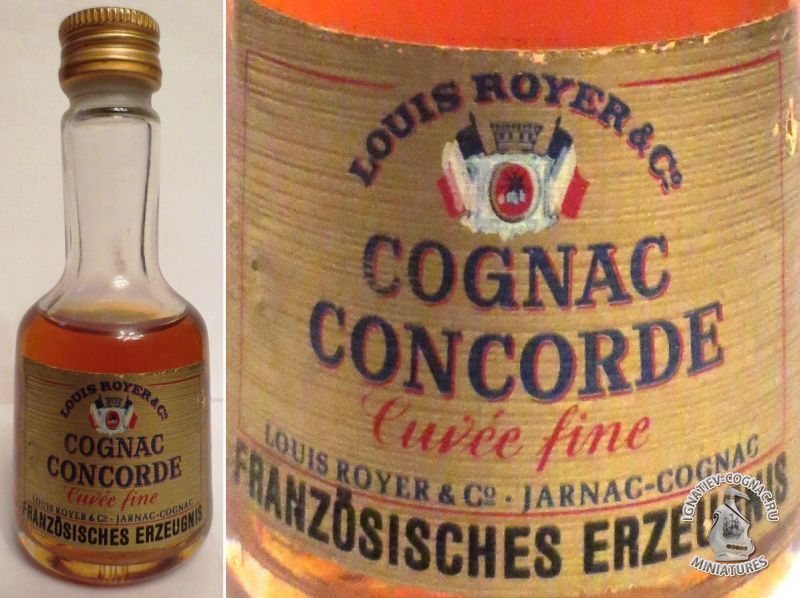 LOUIS ROYER & Cº
COGNAC
CONCORDE
Cuvée fine
LOUIS ROYER & Cº · JARNAC-COGNAC
FRANZÖSISCHES ERZEUGNIS
LOUIS ROYER & Cº
COGNAC
CONCORDE
Cuvée fine
LOUIS ROYER & Cº · JARNAC-COGNAC
FRANZÖSISCHES ERZEUGNIS
IGNATIEV-COGNAC.RU
MINIATURES